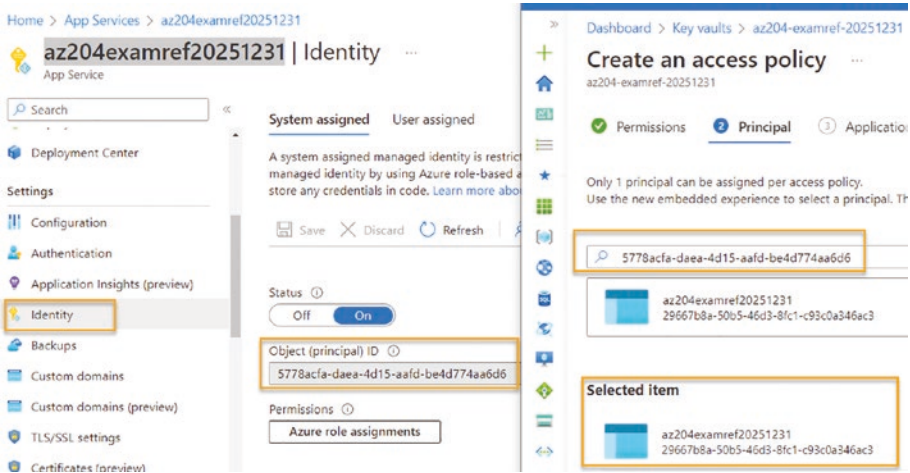 Home > App Services > az204examref20251231
az204examref20251231 | Identity ...
App Service
Search
Deployment Center
Settings
Configuration
Authentication
Application Insights (preview)
Identity
Backups
Custom domains
Custom domains (preview)
TLS/SSL settings
Certificates (preview)
System assigned User assigned
A system assigned managed identity is restrict
managed identity by using Azure role-based a
store any credentials in code. Learn more abo
Save Discard Refresh
Status
Off On
Object (principal) ID
5778acfa-daea-4d15-aafd-be4d774aa6d6
Permissions
Azure role assignments
Dashboard > Key vaults > az204-examref-20251231
Create an access policy ...
az204-examref-20251231
Permissions 2 Principal 3 Application
Only 1 principal can be assigned per access policy.
Use the new embedded experience to select a principal. Th
5778acfa-daea-4d15-aafd-be4d774aa6d6
az204examref20251231
29667b8a-50b5-46d3-8fc1-c93c0a346ac3
Selected item
az204examref20251231
29667b8a-50b5-46d3-8fc1-c93c0a346ac3